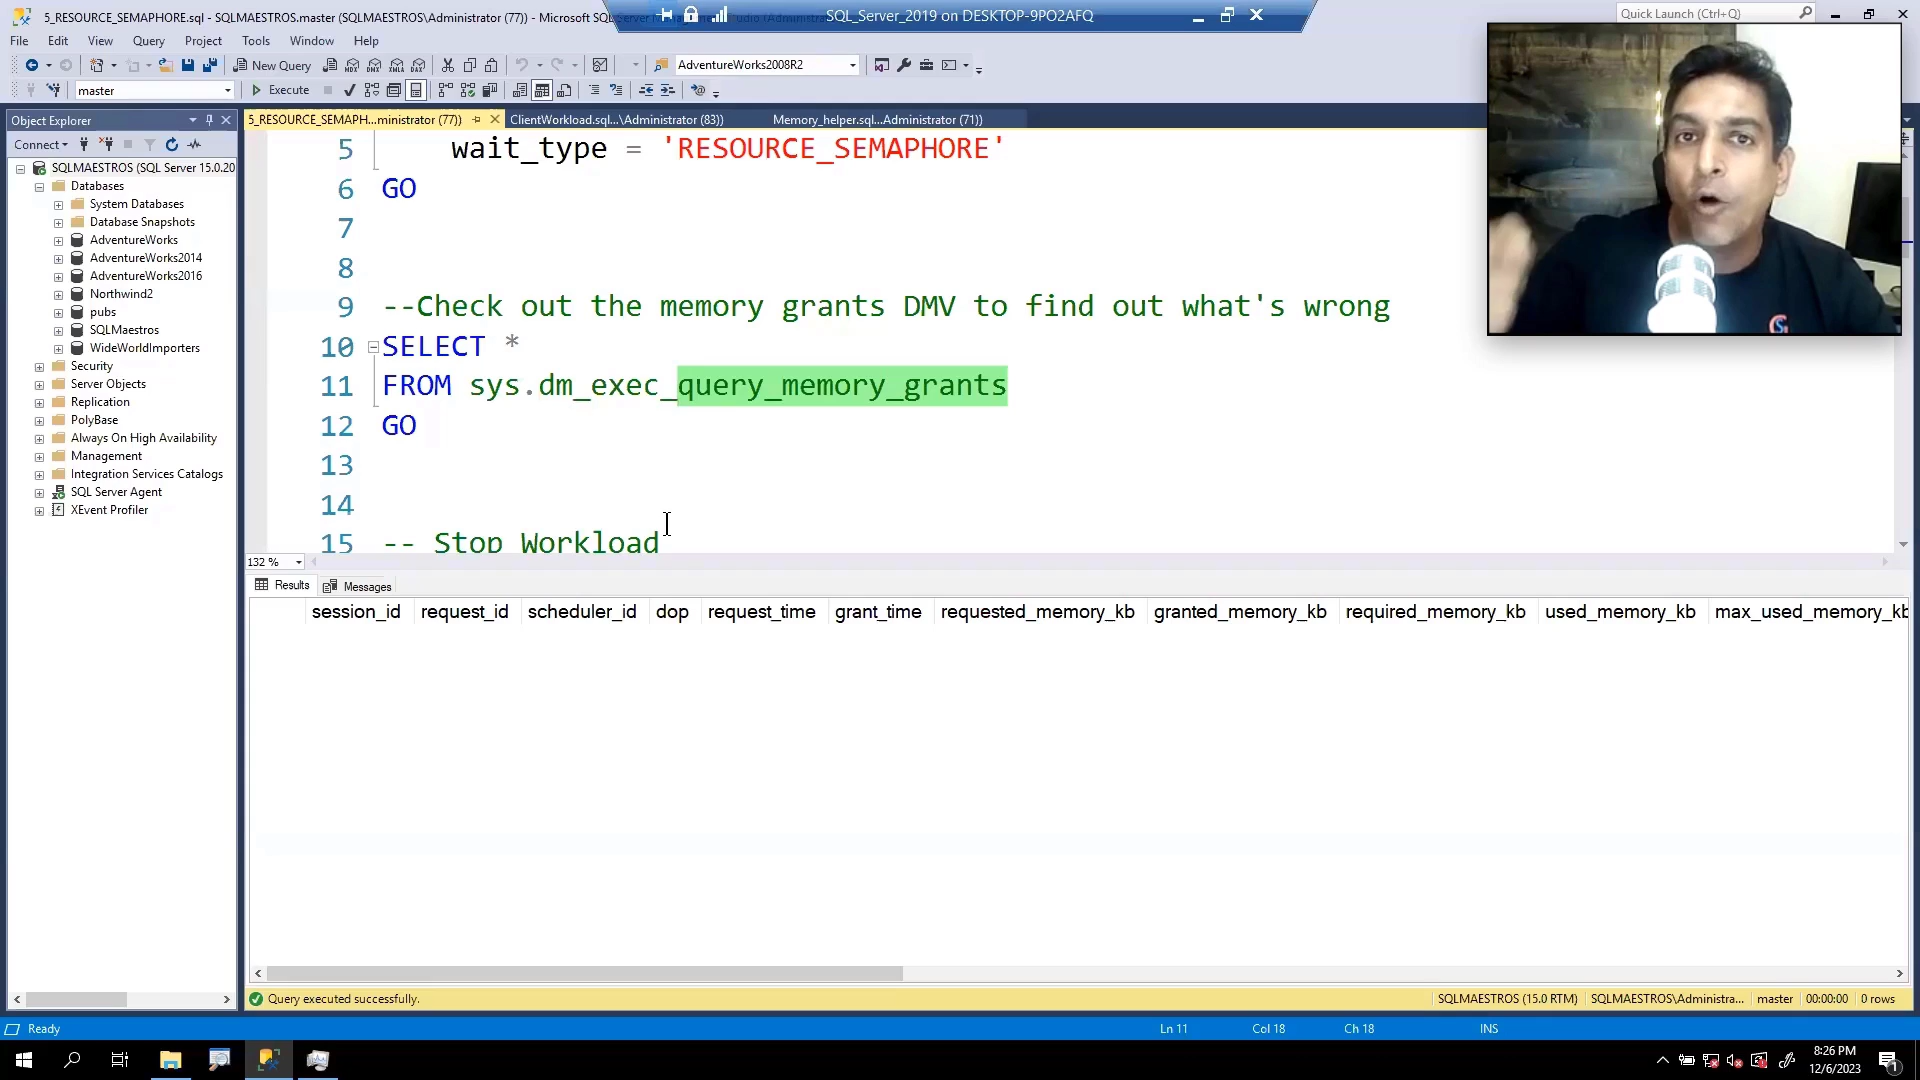 5_RESOURCE_SEMAPHORE.sql - SQLMAESTROS.master (SQLMAESTROS\Administrator (77)) - Microsoft SQL
SQL_Server_2019 on DESKTOP-9PO2AFQ
Quick Launch (Ctrl+Q)
File Edit View Query Project Tools Window Help
New Query
AdventureWorks2008R2
master
Execute
Object Explorer
5_RESOURCE_SEMAPH...ministrator (77))
ClientWorkload.sql...\Administrator (83))
Memory_helper.sql...Administrator (71))
Connect
SQLMAESTROS (SQL Server 15.0.20
Databases
System Databases
Database Snapshots
AdventureWorks
AdventureWorks2014
AdventureWorks2016
Northwind2
pubs
SQLMaestros
WideWorldImporters
Security
Server Objects
Replication
PolyBase
Always On High Availability
Management
Integration Services Catalogs
SQL Server Agent
XEvent Profiler
5 wait_type = 'RESOURCE_SEMAPHORE'
6 GO
7
8
9 --Check out the memory grants DMV to find out what's wrong
10 SELECT *
11 FROM sys.dm_exec_query_memory_grants
12 GO
13
14
15 -- Stop Workload
132 %
Results Messages
session_id request_id scheduler_id dop request_time grant_time requested_memory_kb granted_memory_kb required_memory_kb used_memory_kb max_used_memory_kb
Query executed successfully.
SQLMAESTROS (15.0 RTM) SQLMAESTROS\Administra... master 00:00:00 0 rows
Ready
Ln 11 Col 18 Ch 18 INS
8:26 PM
12/6/2023
1